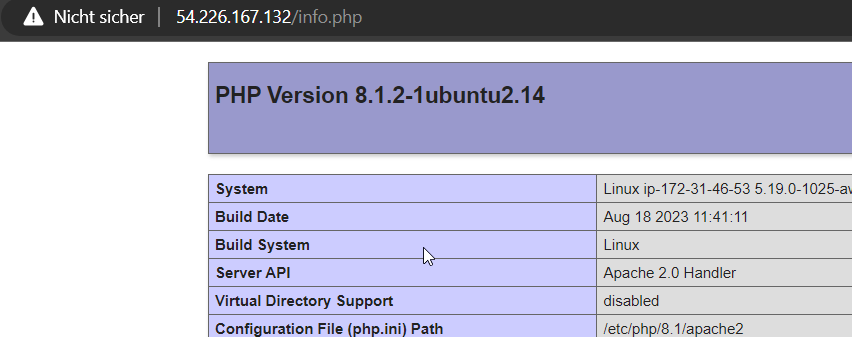 Nicht sicher | 54.226.167.132/info.php
PHP Version 8.1.2-1ubuntu2.14
System Linux ip-172-31-46-53 5.19.0-1025-aw
Build Date Aug 18 2023 11:41:11
Build System Linux
Server API Apache 2.0 Handler
Virtual Directory Support disabled
Configuration File (php.ini) Path /etc/php/8.1/apache2